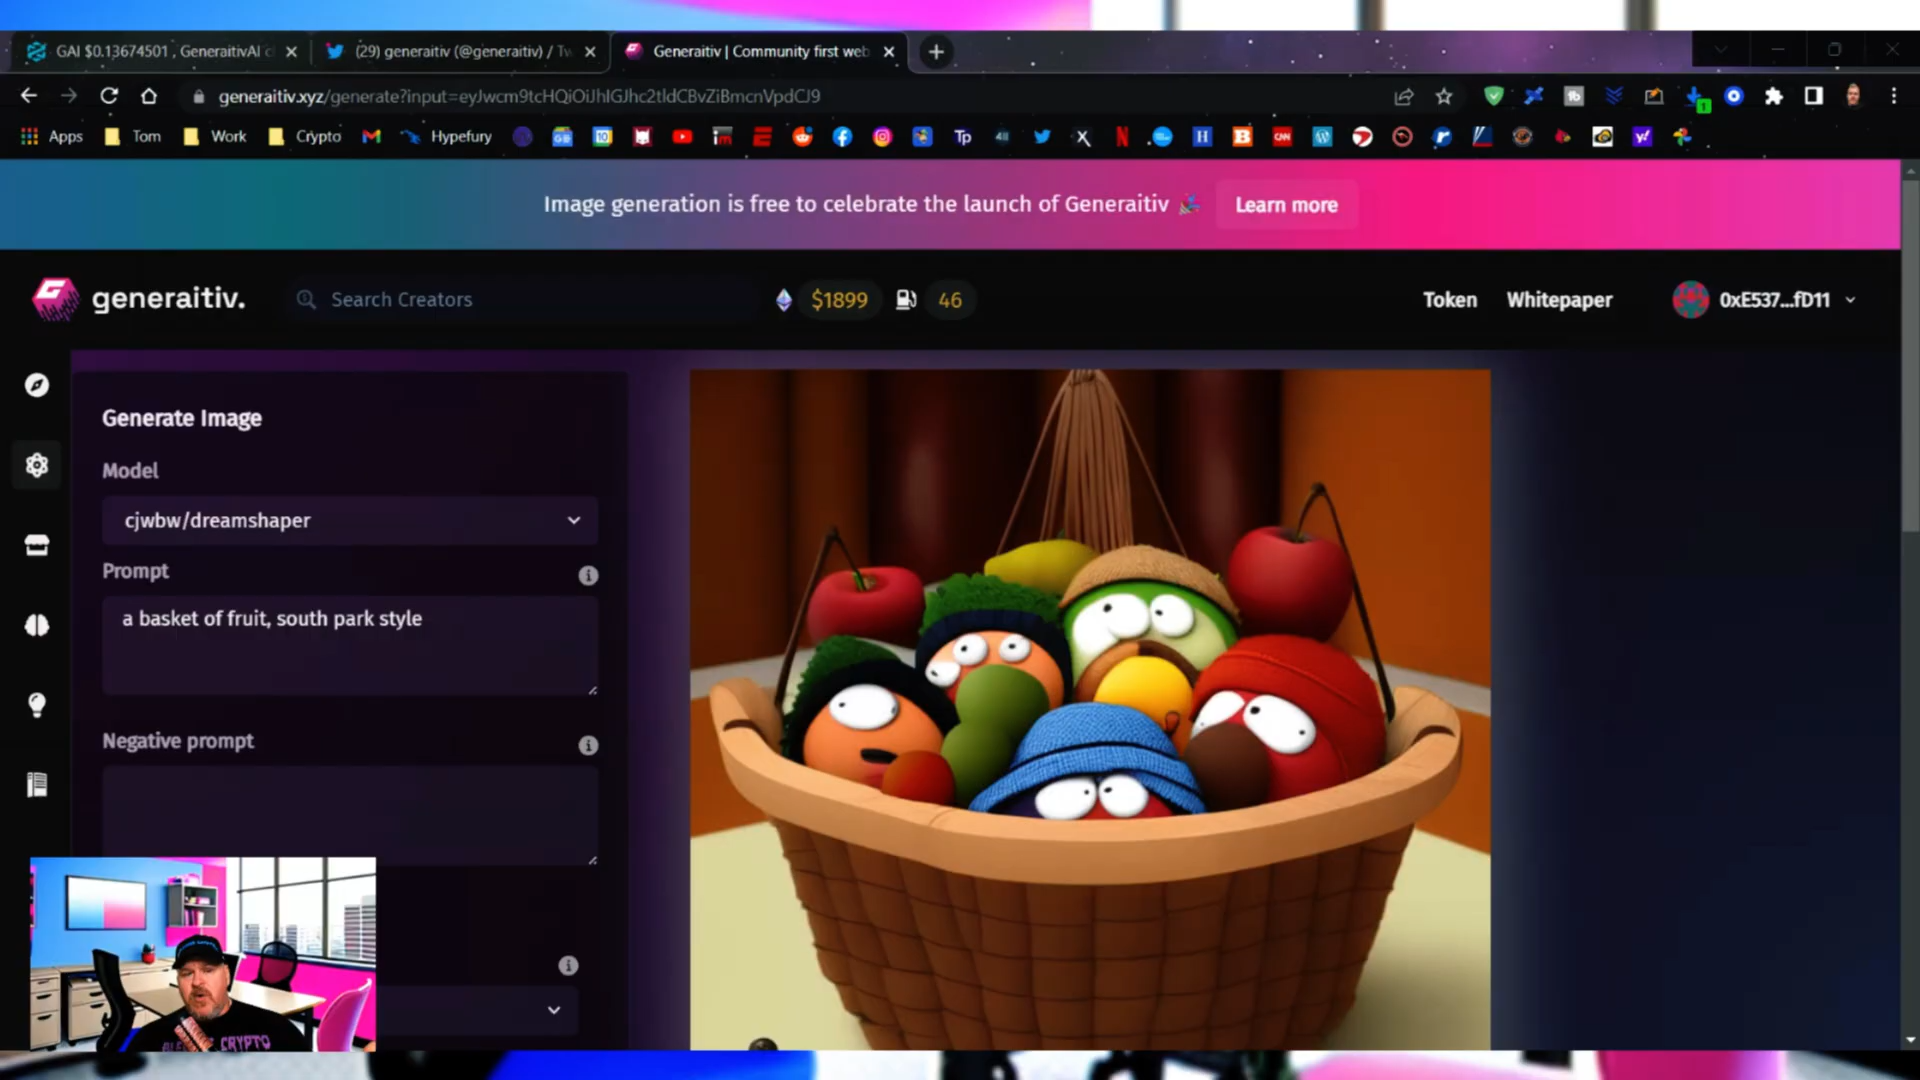 GAI $0.13674501 , GeneraitivAI c
(29) generaitiv (@generaitiv) / Tw
Generaitiv | Community first web
generaitiv.xyz/generate?input=eyJwcm9tcHQiOiJhIGJhc2tldCBvZiBmcnVpdCJ9
Apps
Tom
Work
Crypto
Hypefury
Image generation is free to celebrate the launch of Generaitiv
Learn more
generaitiv.
Search Creators
$1899
46
Token
Whitepaper
0xE537...fD11
Generate Image
Model
cjwbw/dreamshaper
Prompt
a basket of fruit, south park style
Negative prompt
CRYPTO